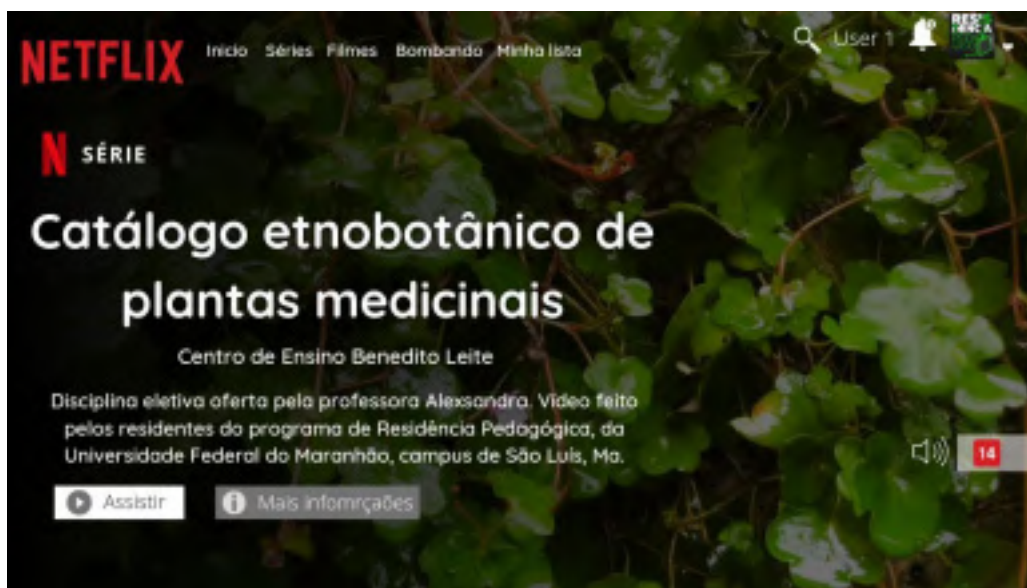 NETFLIX Inicio Séries Filmes Bombando Minha lista User 1
N SÉRIE
Catálogo etnobotânico de
plantas medicinais
Centro de Ensino Benedito Leite
Disciplina eletiva oferta pela professora Alexsandra. Vídeo feito
pelos residentes do programa de Residência Pedagógica, da
Universidade Federal do Maranhão, campus de São Luís, Ma.
14
Assistir Mais infomrções